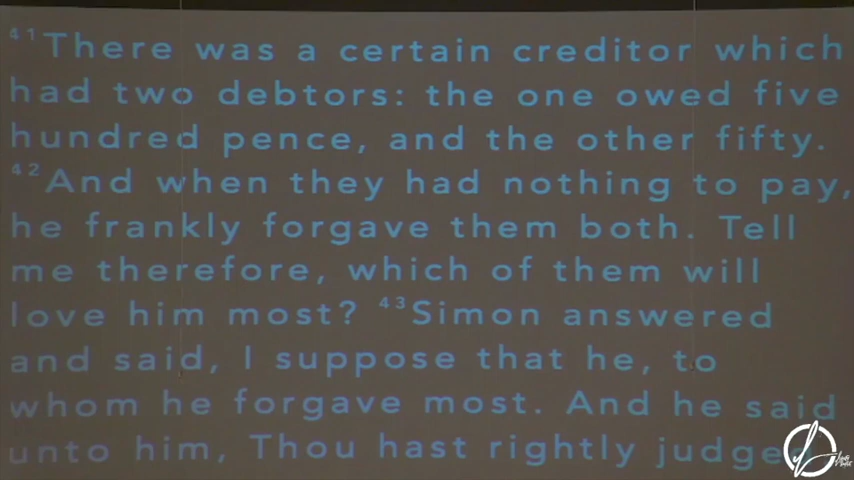 ⁴¹There was a certain creditor which
had two debtors: the one owed five
hundred pence, and the other fifty.
⁴²And when they had nothing to pay,
he frankly forgave them both. Tell
me therefore, which of them will
love him most? ⁴³Simon answered
and said, I suppose that he, to
whom he forgave most. And he said
unto him, Thou hast rightly judge